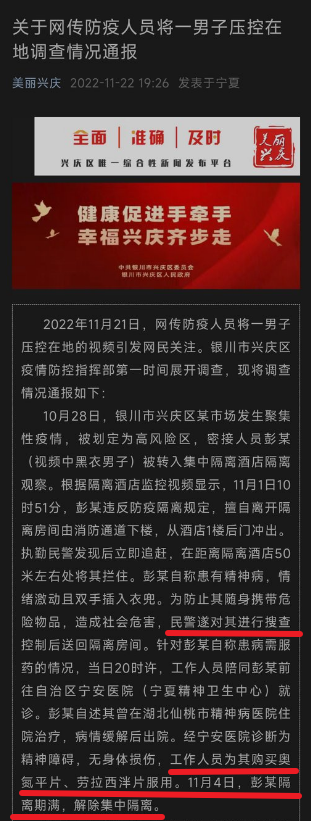 关于网传防疫人员将一男子压控在
地调查情况通报
美丽兴庆 2022-11-22 19:26 发表于宁夏
全面 | 准确 | 及时
兴庆区唯一综合性新闻发布平台
美丽兴庆
健康促进手牵手
幸福兴庆齐步走
中共银川市兴庆区委员会
银川市兴庆区人民政府
2022年11月21日，网传防疫人员将一男子
压控在地的视频引发网民关注。银川市兴庆区
疫情防控指挥部第一时间展开调查，现将调查
情况通报如下：
10月28日，银川市兴庆区某市场发生聚集
性疫情，被划定为高风险区，密接人员彭某
（视频中黑衣男子）被转入集中隔离酒店隔离
观察。根据隔离酒店监控视频显示，11月1日10
时51分，彭某违反防疫隔离规定，擅自离开隔
离房间由消防通道下楼，从酒店1楼后门冲出。
执勤民警发现后立即追赶，在距离隔离酒店50
米左右处将其拦住。彭某自称患有精神病，情
绪激动且双手插入衣兜。为防止其随身携带危
险物品，造成社会危害，民警遂对其进行搜查
控制后送回隔离房间。针对彭某自称患病需服
药的情况，当日20时许，工作人员陪同彭某前
往自治区宁安医院（宁夏精神卫生中心）就
诊。彭某自述其曾在湖北仙桃市精神病医院住
院治疗，病情缓解后出院。经宁安医院诊断为
精神障碍，无身体损伤，工作人员为其购买奥
氮平片、劳拉西泮片服用。11月4日，彭某隔
离期满，解除集中隔离。